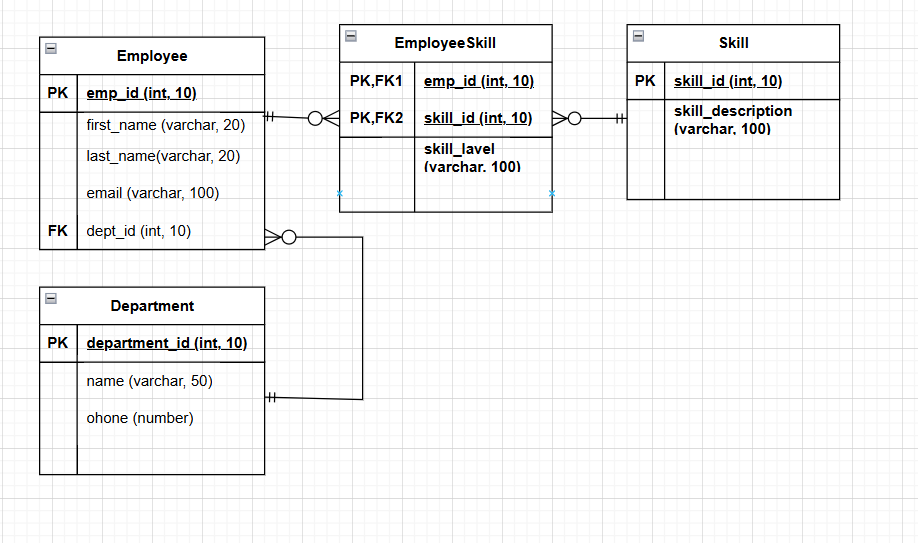 Employee
PK emp_id (int, 10)
first_name (varchar, 20)
last_name(varchar, 20)
email (varchar, 100)
FK dept_id (int, 10)
EmployeeSkill
PK,FK1 emp_id (int, 10)
PK,FK2 skill_id (int, 10)
skill_lavel
(varchar. 100)
Skill
PK skill_id (int, 10)
skill_description
(varchar. 100)
Department
PK department_id (int, 10)
name (varchar, 50)
ohone (number)